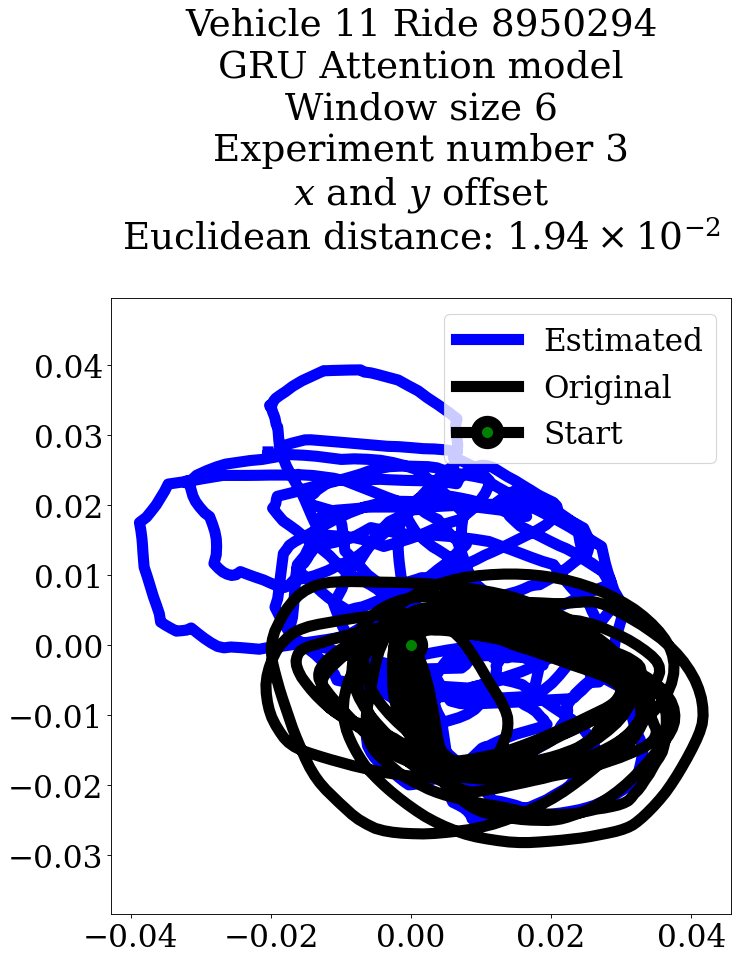 Vehicle 11 Ride 8950294
GRU Attention model
Window size 6
Experiment number 3
x and y offset
Euclidean distance: 1.94 × 10⁻²
Estimated
Original
Start
0.04
0.03
0.02
0.01
0.00
−0.01
−0.02
−0.03
−0.04 −0.02 0.00 0.02 0.04